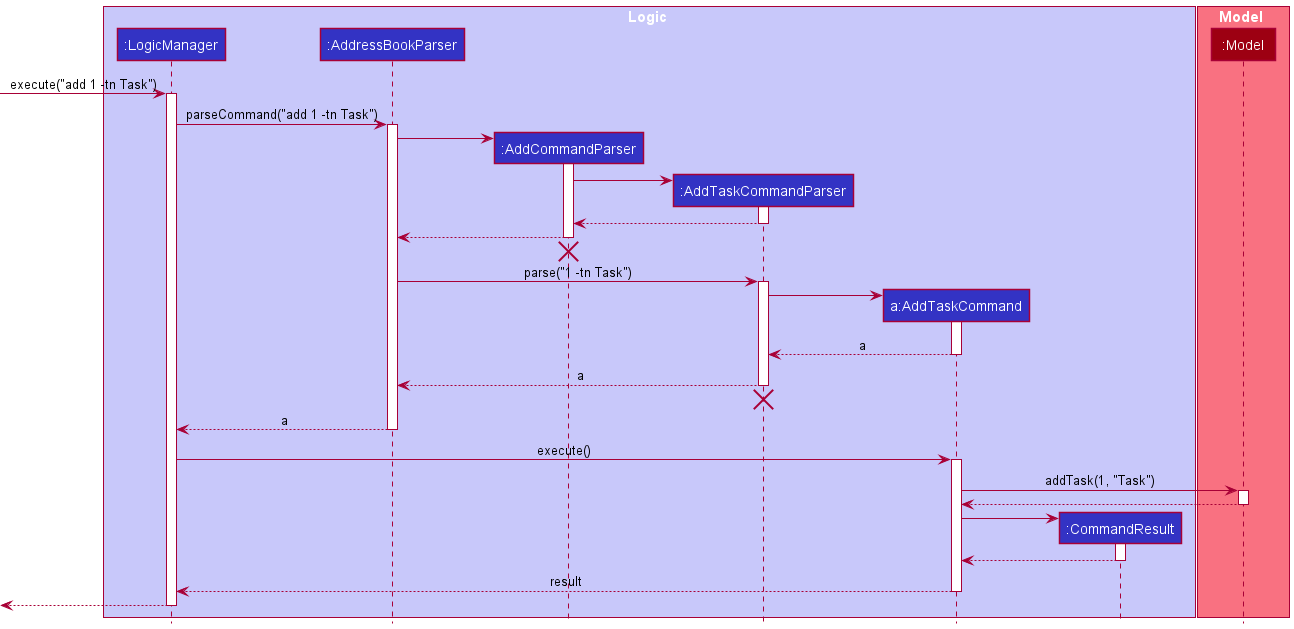 Logic
Model
:LogicManager
:AddressBookParser
:Model
execute("add 1 -tn Task")
parseCommand("add 1 -tn Task")
:AddCommandParser
:AddTaskCommandParser
parse("1 -tn Task")
a:AddTaskCommand
a
a
a
execute()
addTask(1, "Task")
:CommandResult
result